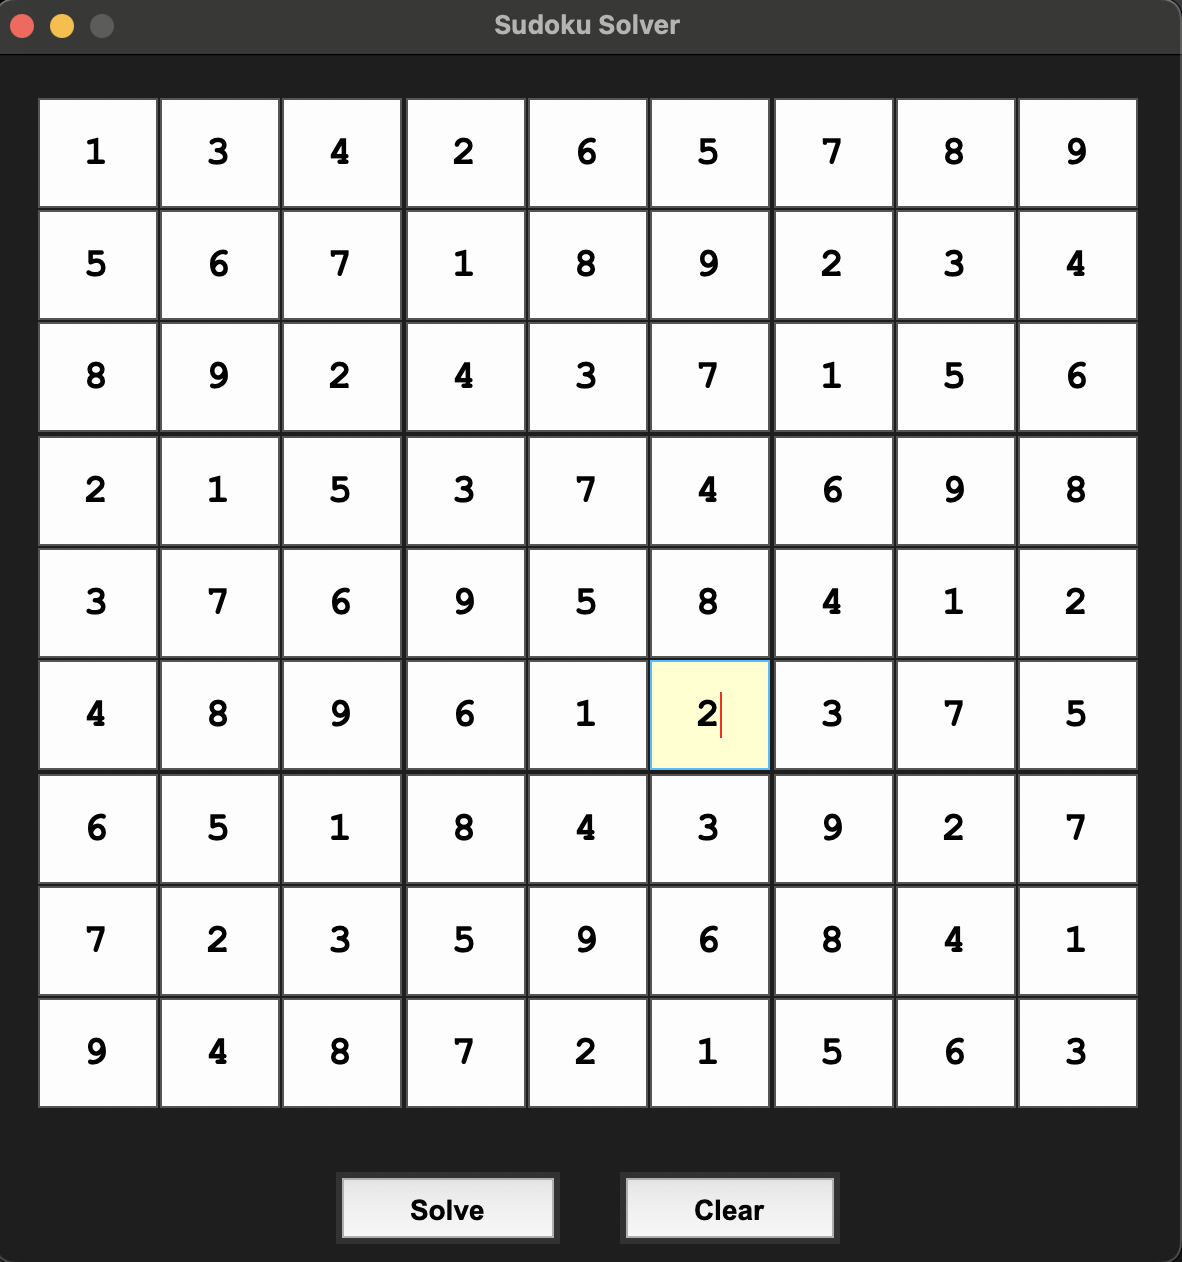 Sudoku Solver
1 3 4 2 6 5 7 8 9
5 6 7 1 8 9 2 3 4
8 9 2 4 3 7 1 5 6
2 1 5 3 7 4 6 9 8
3 7 6 9 5 8 4 1 2
4 8 9 6 1 2 3 7 5
6 5 1 8 4 3 9 2 7
7 2 3 5 9 6 8 4 1
9 4 8 7 2 1 5 6 3
Solve Clear